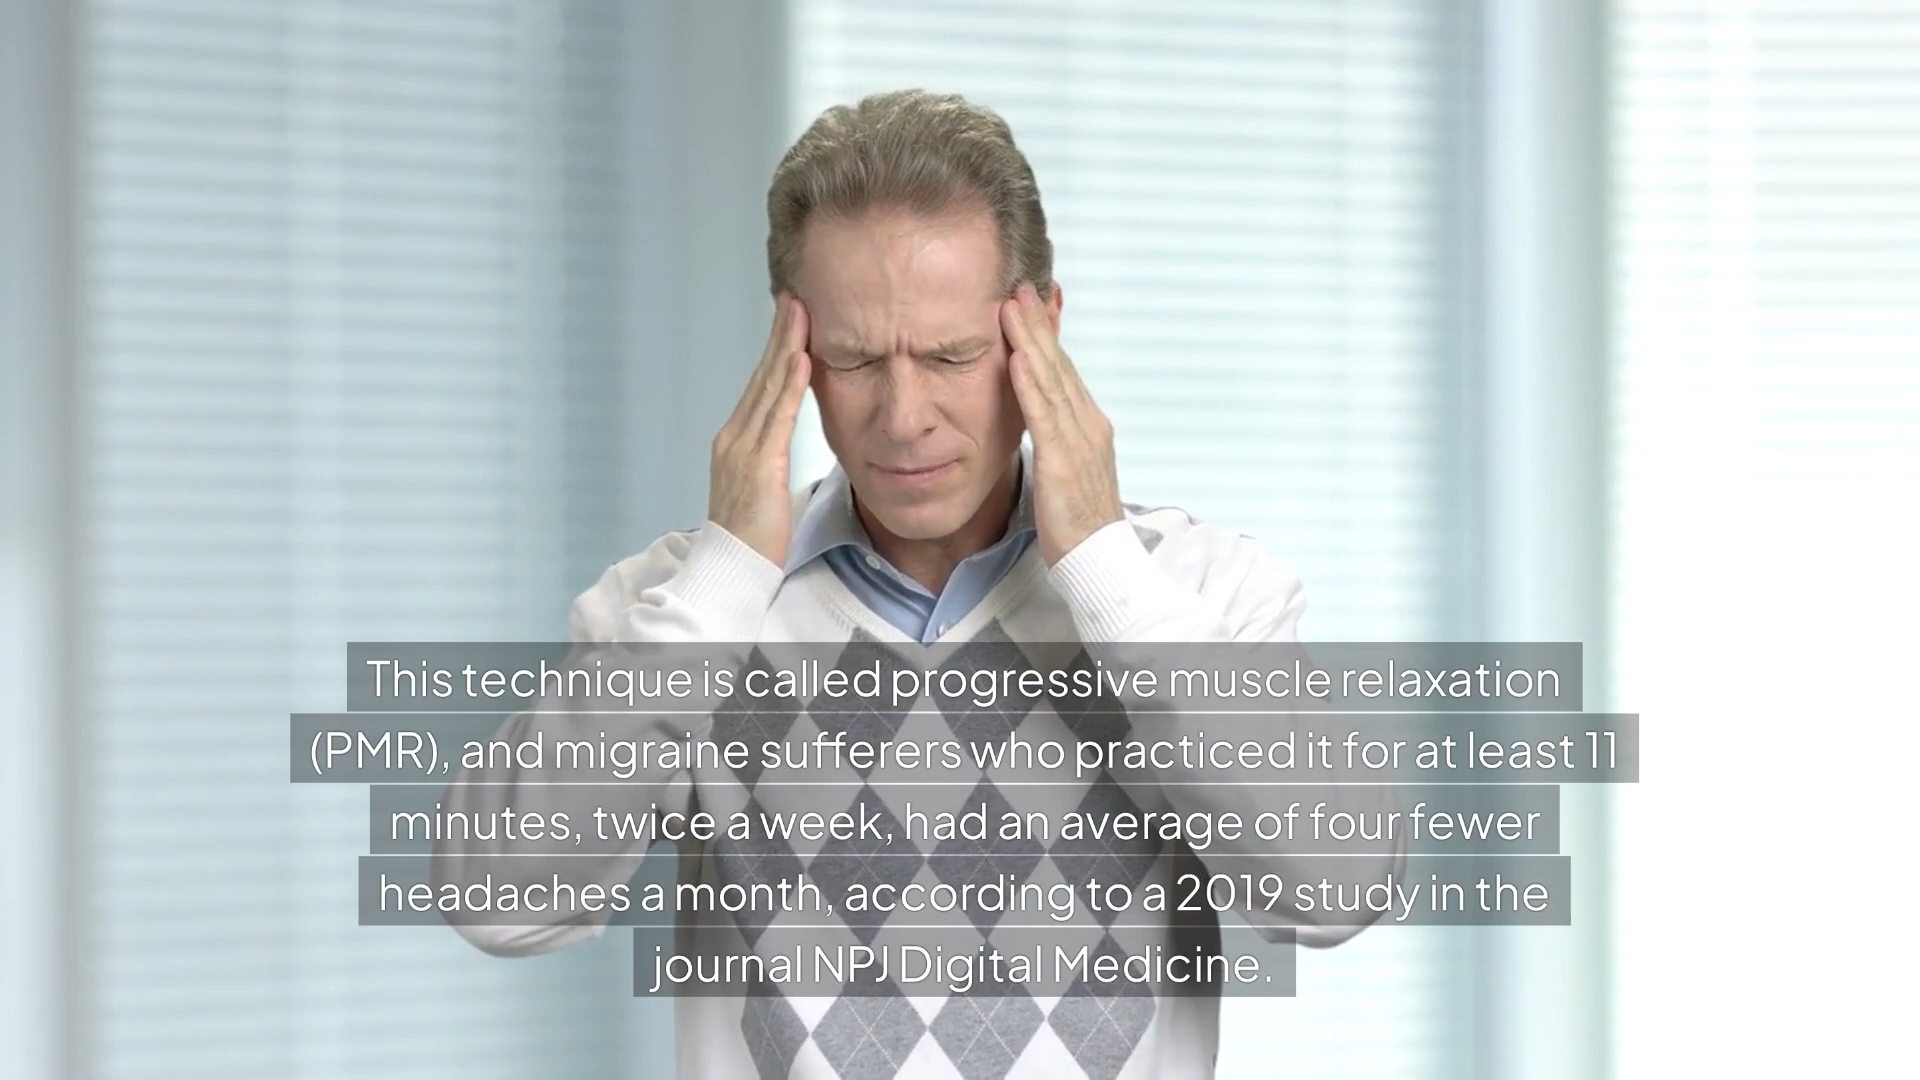 This technique is called progressive muscle relaxation
(PMR), and migraine sufferers who practiced it for at least 11
minutes, twice a week, had an average of four fewer
headaches a month, according to a 2019 study in the
journal NPJ Digital Medicine.